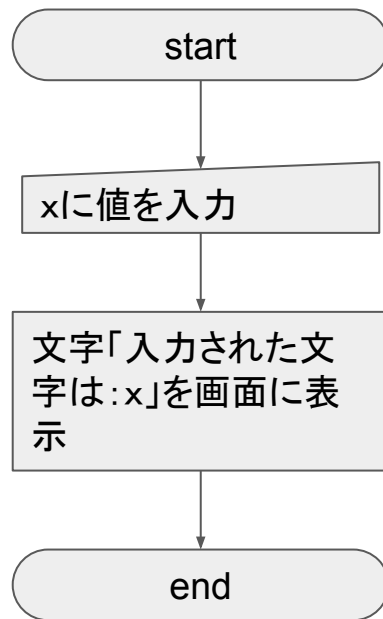 start
xに値を入力
文字「入力された文
字は:x」を画面に表
示
end